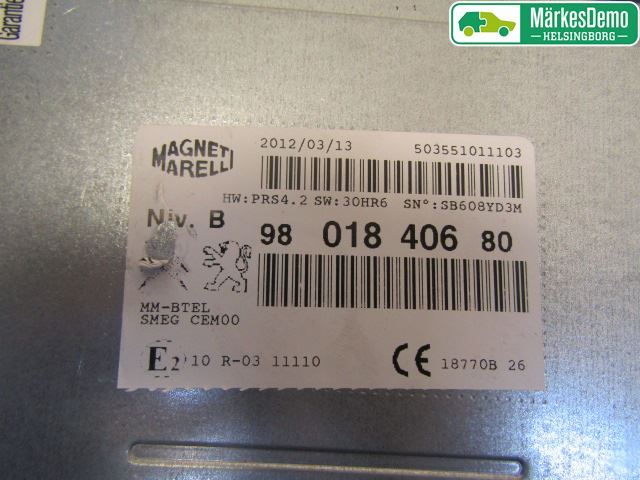 Garantie
MärkesDemo
HELSINGBORG
MAGNETI
MARELLI
2012/03/13 503551011103
HW:PRS4.2 SW:30HR6 SN°:SB608YD3M
Niv. B
98 018 406 80
MM-BTEL
SMEG CEM00
E2 10 R-03 11110 CE 18770B 26